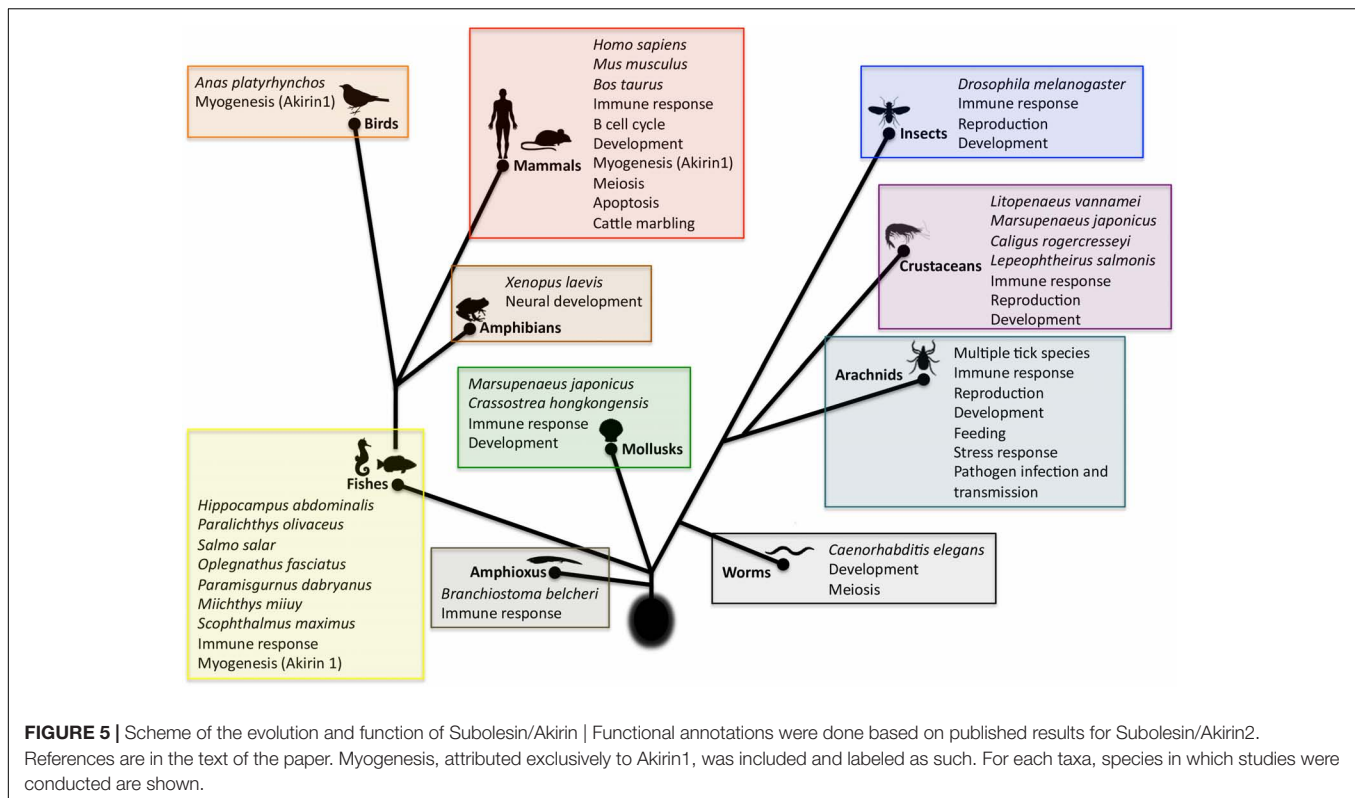 Anas platyrhynchos
Myogenesis (Akirin1)
Birds
Homo sapiens
Mus musculus
Bos taurus
Immune response
B cell cycle
Development
Mammals
Myogenesis (Akirin1)
Meiosis
Apoptosis
Cattle marbling
Drosophila melanogaster
Immune response
Reproduction
Development
Insects
Litopenaeus vannamei
Marsupenaeus japonicus
Caligus rogercresseyi
Lepeophtheirus salmonis
Immune response
Reproduction
Development
Crustaceans
Xenopus laevis
Neural development
Amphibians
Multiple tick species
Immune response
Reproduction
Development
Feeding
Stress response
Pathogen infection and
transmission
Arachnids
Marsupenaeus japonicus
Crassostrea hongkongensis
Immune response
Development
Mollusks
Fishes
Hippocampus abdominalis
Paralichthys olivaceus
Salmo salar
Oplegnathus fasciatus
Paramisgurnus dabryanus
Miichthys miiuy
Scophthalmus maximus
Immune response
Myogenesis (Akirin 1)
Amphioxus
Branchiostoma belcheri
Immune response
Worms
Caenorhabditis elegans
Development
Meiosis
FIGURE 5 | Scheme of the evolution and function of Subolesin/Akirin | Functional annotations were done based on published results for Subolesin/Akirin2.
References are in the text of the paper. Myogenesis, attributed exclusively to Akirin1, was included and labeled as such. For each taxa, species in which studies were
conducted are shown.